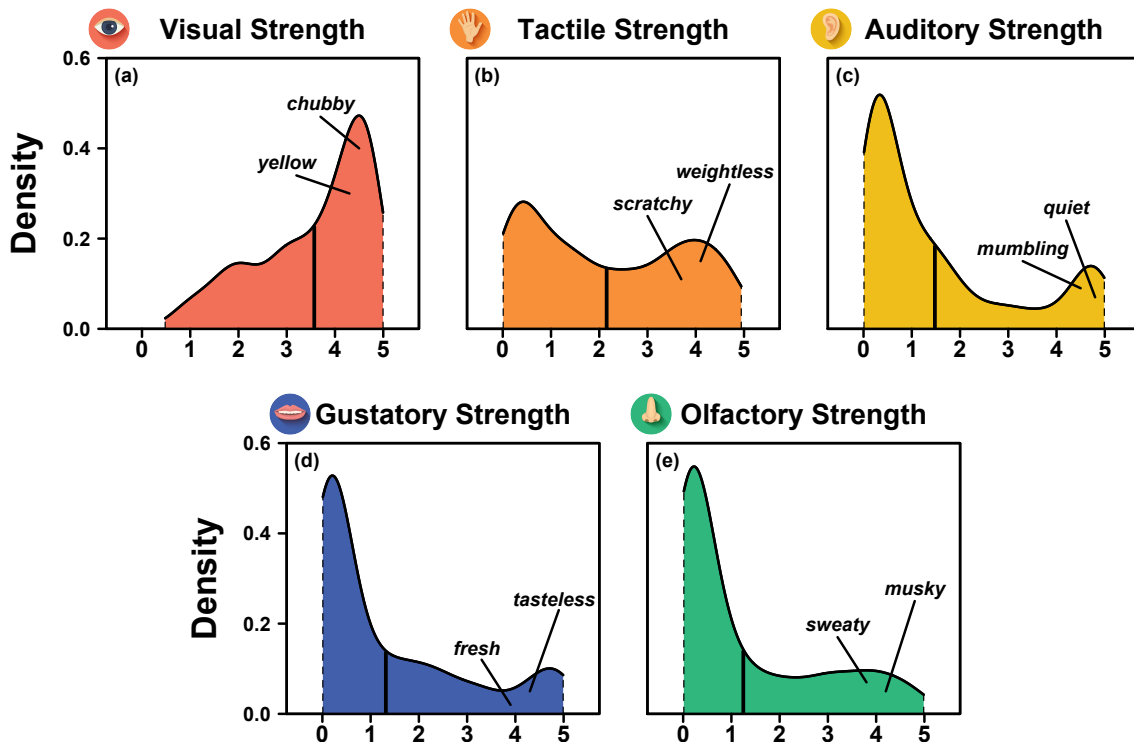 Visual Strength
Tactile Strength
Auditory Strength
(a)
(b)
(c)
chubby
yellow
weightless
scratchy
quiet
mumbling
Density
0.6
0.4
0.2
0.0
0 1 2 3 4 5
0 1 2 3 4 5
0 1 2 3 4 5
Gustatory Strength
Olfactory Strength
(d)
(e)
tasteless
fresh
musky
sweaty
Density
0.6
0.4
0.2
0.0
0 1 2 3 4 5
0 1 2 3 4 5